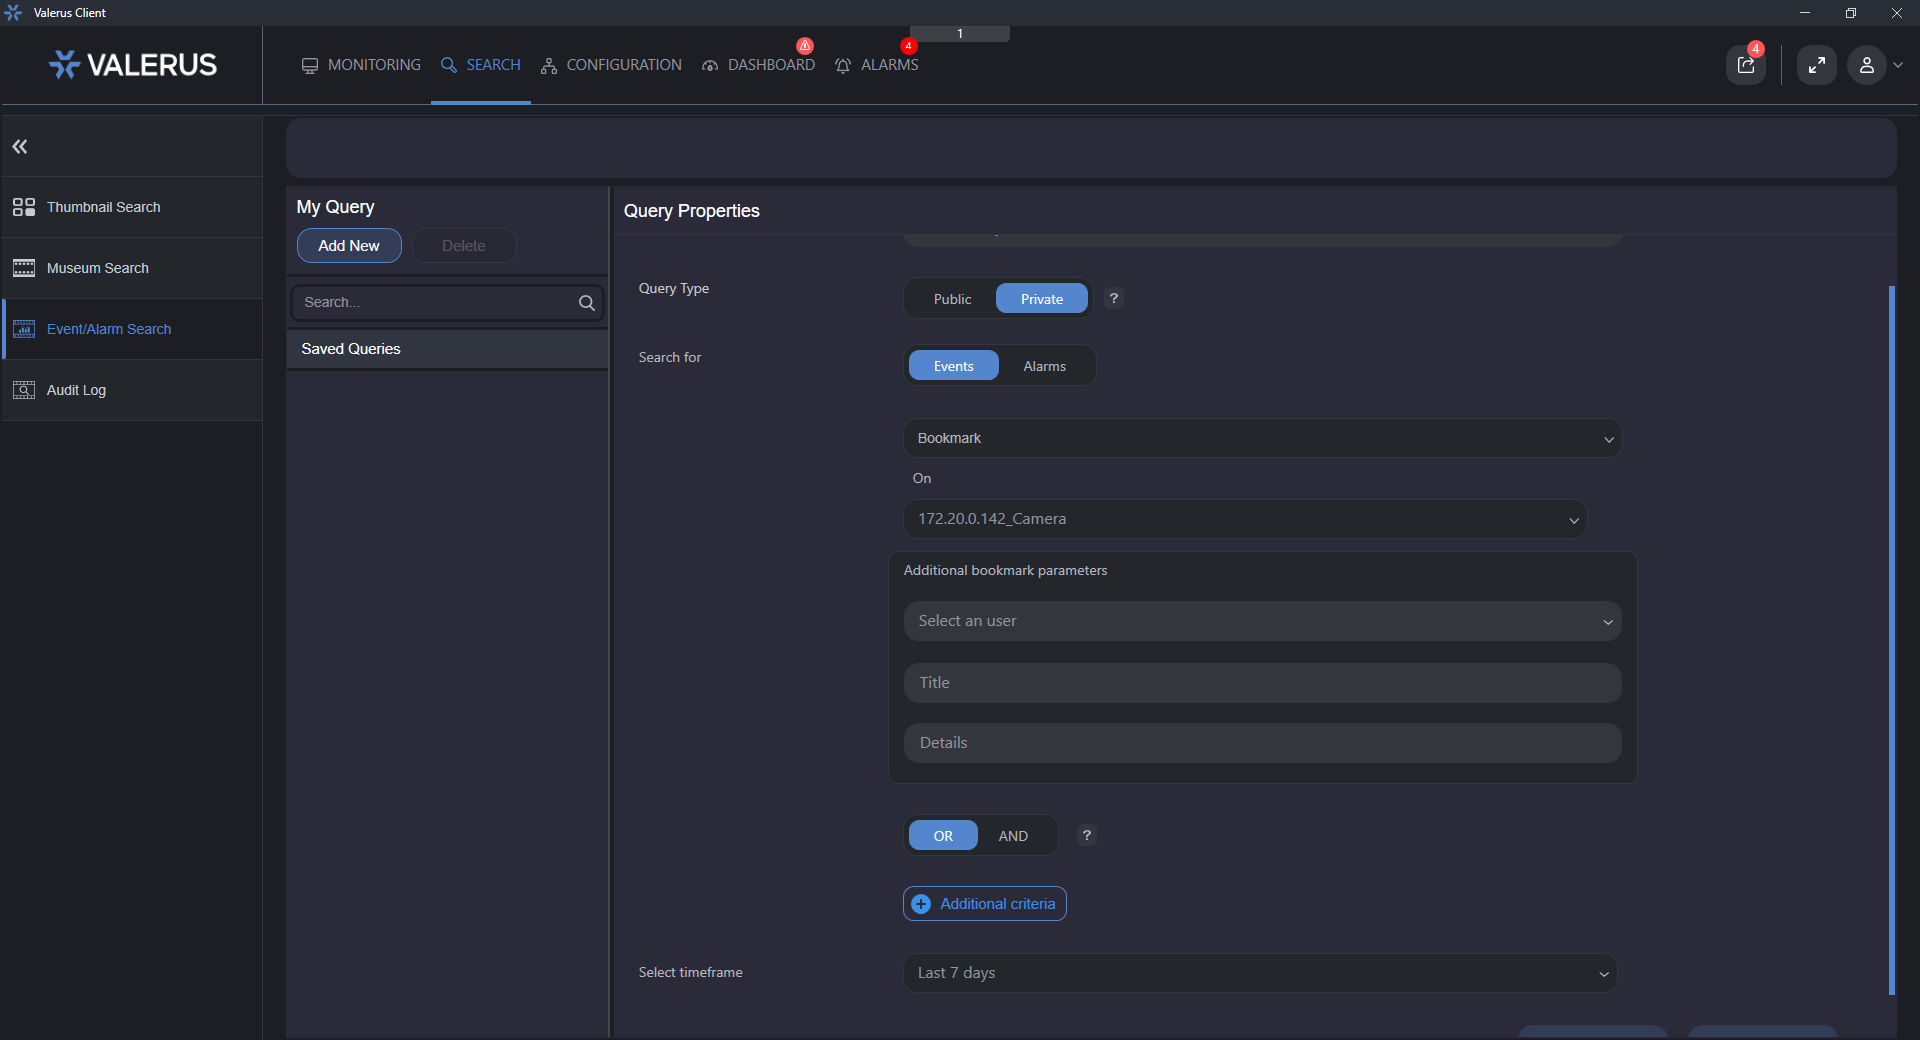 Valerus Client
1
VALERUS
MONITORING
SEARCH
CONFIGURATION
DASHBOARD
4
ALARMS
4
Thumbnail Search
Museum Search
Event/Alarm Search
Audit Log
My Query
Add New
Delete
Search...
Saved Queries
Query Properties
Query Type
Public
Private
?
Search for
Events
Alarms
Bookmark
On
172.20.0.142_Camera
Additional bookmark parameters
Select an user
Title
Details
OR
AND
?
Additional criteria
Select timeframe
Last 7 days